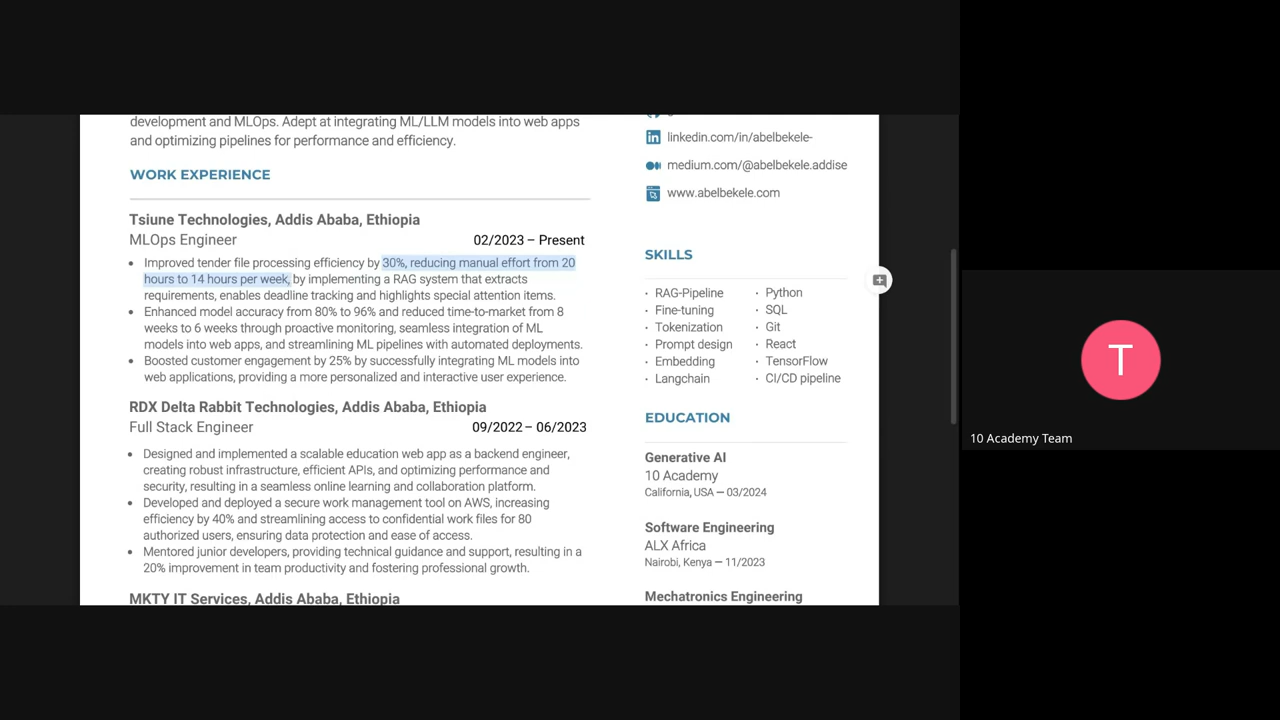 development and MLOps. Adept at integrating ML/LLM models into web apps
and optimizing pipelines for performance and efficiency.
WORK EXPERIENCE
Tsiune Technologies, Addis Ababa, Ethiopia
MLOps Engineer 02/2023 – Present
• Improved tender file processing efficiency by 30%, reducing manual effort from 20
hours to 14 hours per week, by implementing a RAG system that extracts
requirements, enables deadline tracking and highlights special attention items.
• Enhanced model accuracy from 80% to 96% and reduced time-to-market from 8
weeks to 6 weeks through proactive monitoring, seamless integration of ML
models into web apps, and streamlining ML pipelines with automated deployments.
• Boosted customer engagement by 25% by successfully integrating ML models into
web applications, providing a more personalized and interactive user experience.
RDX Delta Rabbit Technologies, Addis Ababa, Ethiopia
Full Stack Engineer 09/2022 – 06/2023
• Designed and implemented a scalable education web app as a backend engineer,
creating robust infrastructure, efficient APIs, and optimizing performance and
security, resulting in a seamless online learning and collaboration platform.
• Developed and deployed a secure work management tool on AWS, increasing
efficiency by 40% and streamlining access to confidential work files for 80
authorized users, ensuring data protection and ease of access.
• Mentored junior developers, providing technical guidance and support, resulting in a
20% improvement in team productivity and fostering professional growth.
MKTY IT Services, Addis Ababa, Ethiopia
linkedin.com/in/abelbekele-
medium.com/@abelbekele.addise
www.abelbekele.com
SKILLS
• RAG-Pipeline
• Fine-tuning
• Tokenization
• Prompt design
• Embedding
• Langchain
• Python
• SQL
• Git
• React
• TensorFlow
• CI/CD pipeline
EDUCATION
Generative AI
10 Academy
California, USA — 03/2024
Software Engineering
ALX Africa
Nairobi, Kenya — 11/2023
Mechatronics Engineering
T
10 Academy Team